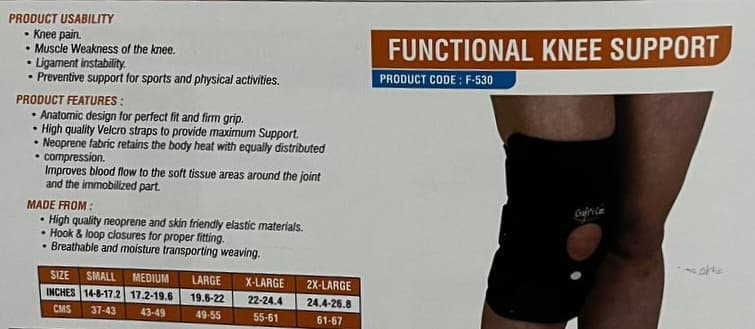 PRODUCT USABILITY
• Knee pain.
• Muscle Weakness of the knee.
• Ligament instability.
• Preventive support for sports and physical activities.
PRODUCT FEATURES :
• Anatomic design for perfect fit and firm grip.
• High quality Velcro straps to provide maximum Support.
• Neoprene fabric retains the body heat with equally distributed
• compression.
Improves blood flow to the soft tissue areas around the joint
and the immobilized part.
MADE FROM :
• High quality neoprene and skin friendly elastic materials.
• Hook & loop closures for proper fitting.
• Breathable and moisture transporting weaving.
SIZE SMALL MEDIUM LARGE X-LARGE 2X-LARGE
INCHES 14-8-17.2 17.2-19.6 19.6-22 22-24.4 24.4-26.8
CMS 37-43 43-49 49-55 55-61 61-67
FUNCTIONAL KNEE SUPPORT
PRODUCT CODE : F-530